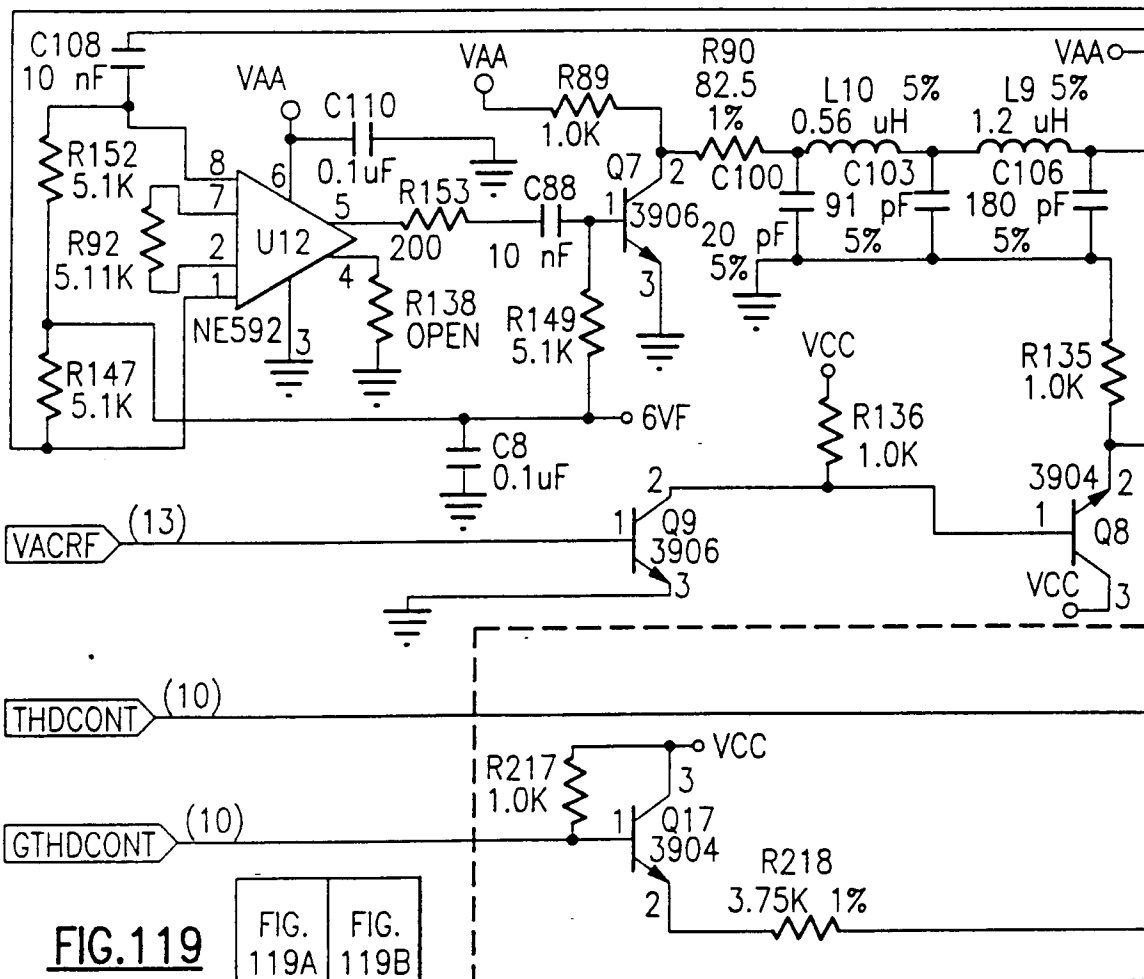 C108
10 nF
VAA
C110
0.1uF
R152
5.1K
8
7
R92
5.11K
2
1
6
5
U12
4
3
NE592
R153
200
R138
OPEN
C88
10 nF
R147
5.1K
VAA
R89
1.0K
Q7
2
1
3906
3
R149
5.1K
6VF
C8
0.1uF
R90
82.5
1%
L10 5%
0.56 uH
L9 5%
1.2 uH
VAA
C100
20 pF
5%
C103
91 pF
5%
C106
180 pF
5%
VCC
R136
1.0K
R135
1.0K
VACRF
(13)
2
1
Q9
3906
3
3904
2
1
Q8
VCC
3
THDCONT
(10)
VCC
R217
1.0K
3
GTHDCONT
(10)
1
Q17
3904
2
R218
3.75K 1%
FIG.119
FIG.
119A
FIG.
119B